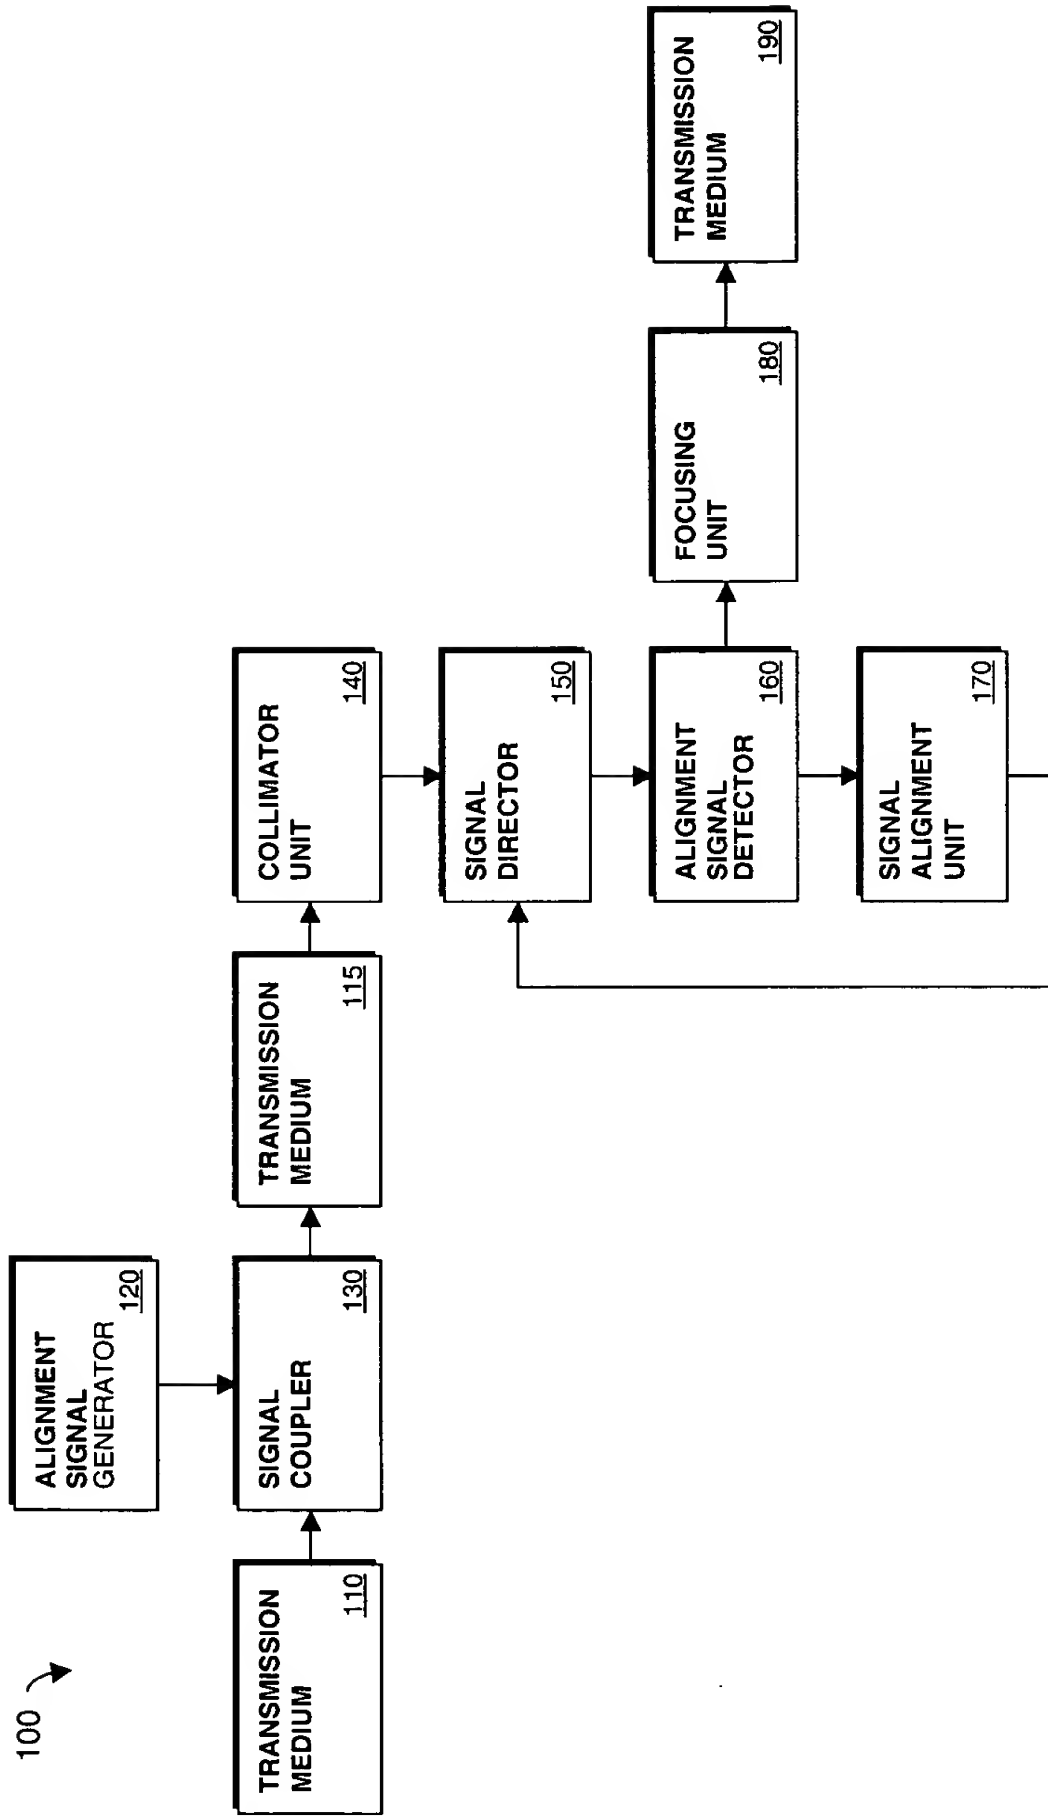 100
ALIGNMENT
SIGNAL
GENERATOR
120
TRANSMISSION
MEDIUM
110
SIGNAL
COUPLER
130
TRANSMISSION
MEDIUM
115
COLLIMATOR
UNIT
140
SIGNAL
DIRECTOR
150
ALIGNMENT
SIGNAL
DETECTOR
160
FOCUSING
UNIT
180
TRANSMISSION
MEDIUM
190
SIGNAL
ALIGNMENT
UNIT
170